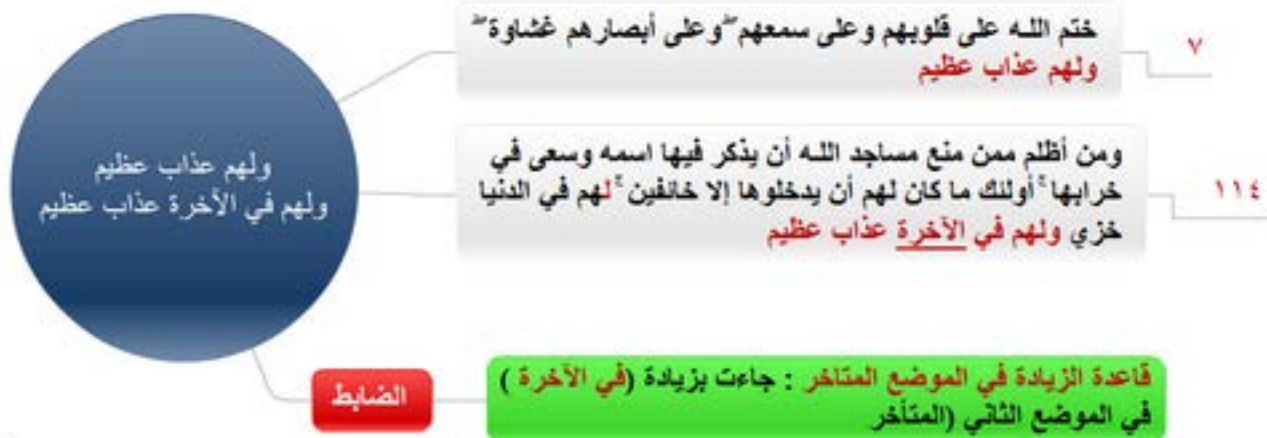 ختم الله على قلوبهم وعلى سمعهم ۖ وعلى أبصارهم غشاوة ۖ
ولهم عذاب عظيم
٧
ومن أظلم ممن منع مساجد الله أن يذكر فيها اسمه وسعى في
خرابها ۚ أولئك ما كان لهم أن يدخلوها إلا خائفين ۚ لهم في الدنيا
خزي ولهم في الآخرة عذاب عظيم
١١٤
ولهم عذاب عظيم
ولهم في الآخرة عذاب عظيم
الضابط
قاعدة الزيادة في الموضع المتاخر : جاءت بزيادة (في الآخرة )
في الموضع الثاني (المتأخر